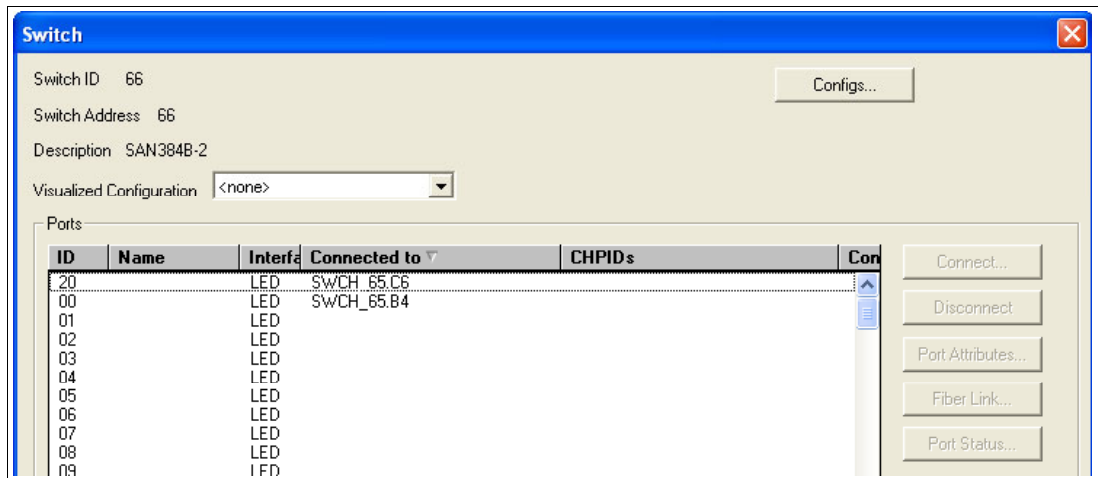 Switch
Switch ID 66
Configs...
Switch Address 66
Description SAN384B-2
Visualized Configuration <none>
Ports
ID Name Interfa Connected to CHPIDs Con
20 LED SWCH_65.C6
00 LED SWCH_65.B4
01 LED
02 LED
03 LED
04 LED
05 LED
06 LED
07 LED
08 LED
09 LED
Connect...
Disconnect
Port Attributes...
Fiber Link...
Port Status...